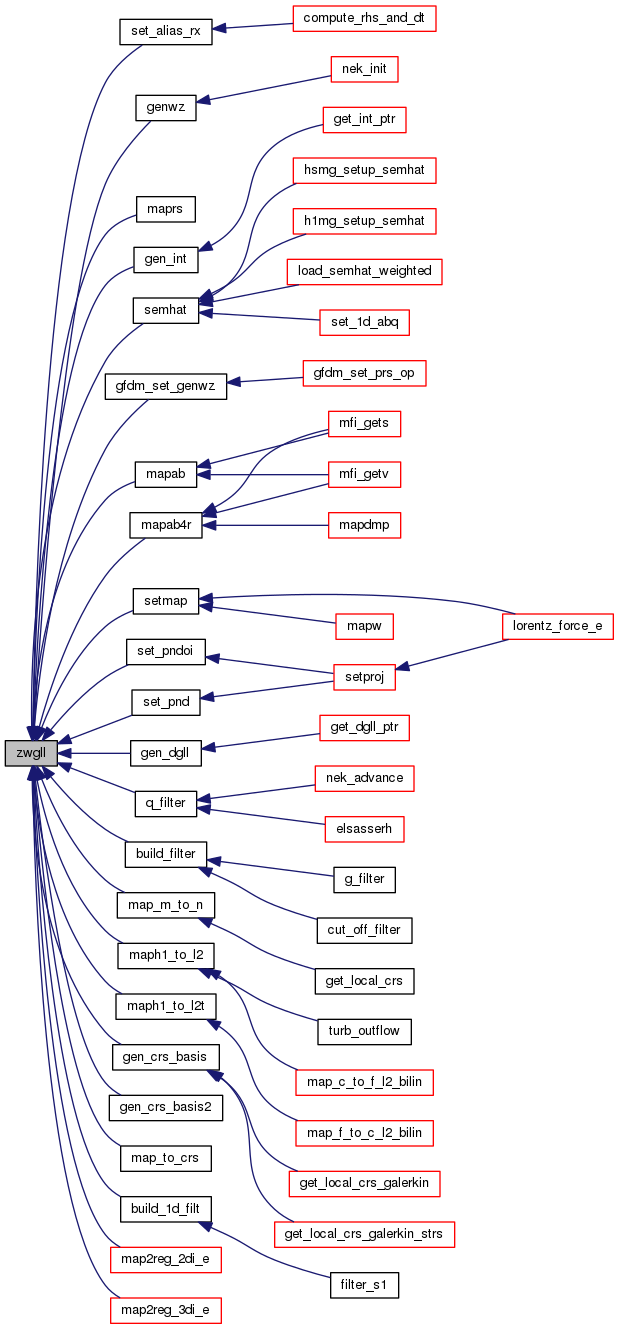 compute_rhs_and_dt
set_alias_rx
nek_init
genwz
get_int_ptr
hsmg_setup_semhat
maprs
h1mg_setup_semhat
gen_int
load_semhat_weighted
semhat
set_1d_abq
gfdm_set_prs_op
gfdm_set_genwz
mfi_gets
mapab
mfi_getv
mapab4r
mapdmp
setmap
mapw
lorentz_force_e
set_pndoi
setproj
set_pnd
get_dgll_ptr
zwgll
gen_dgll
nek_advance
q_filter
elsasserh
build_filter
g_filter
map_m_to_n
cut_off_filter
maph1_to_l2
get_local_crs
maph1_to_l2t
turb_outflow
gen_crs_basis
map_c_to_f_l2_bilin
gen_crs_basis2
map_f_to_c_l2_bilin
map_to_crs
get_local_crs_galerkin
build_1d_filt
get_local_crs_galerkin_strs
map2reg_2di_e
filter_s1
map2reg_3di_e